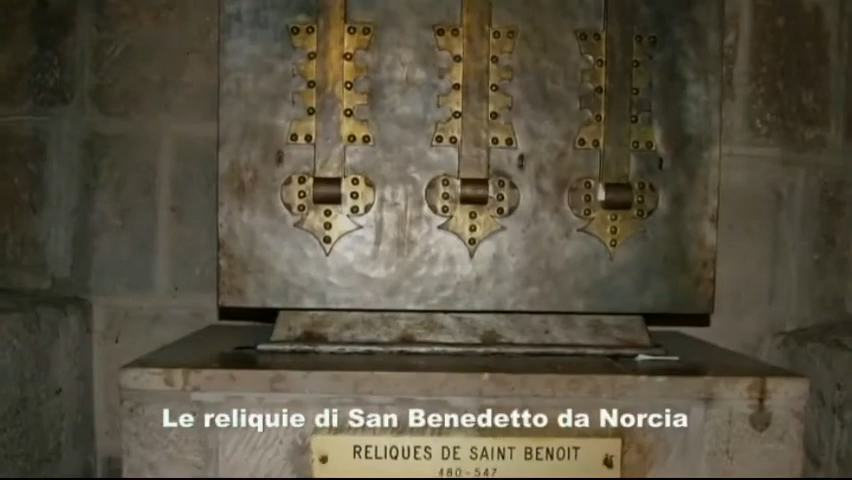 Le reliquie di San Benedetto da Norcia
RELIQUES DE SAINT BENOIT
480-547